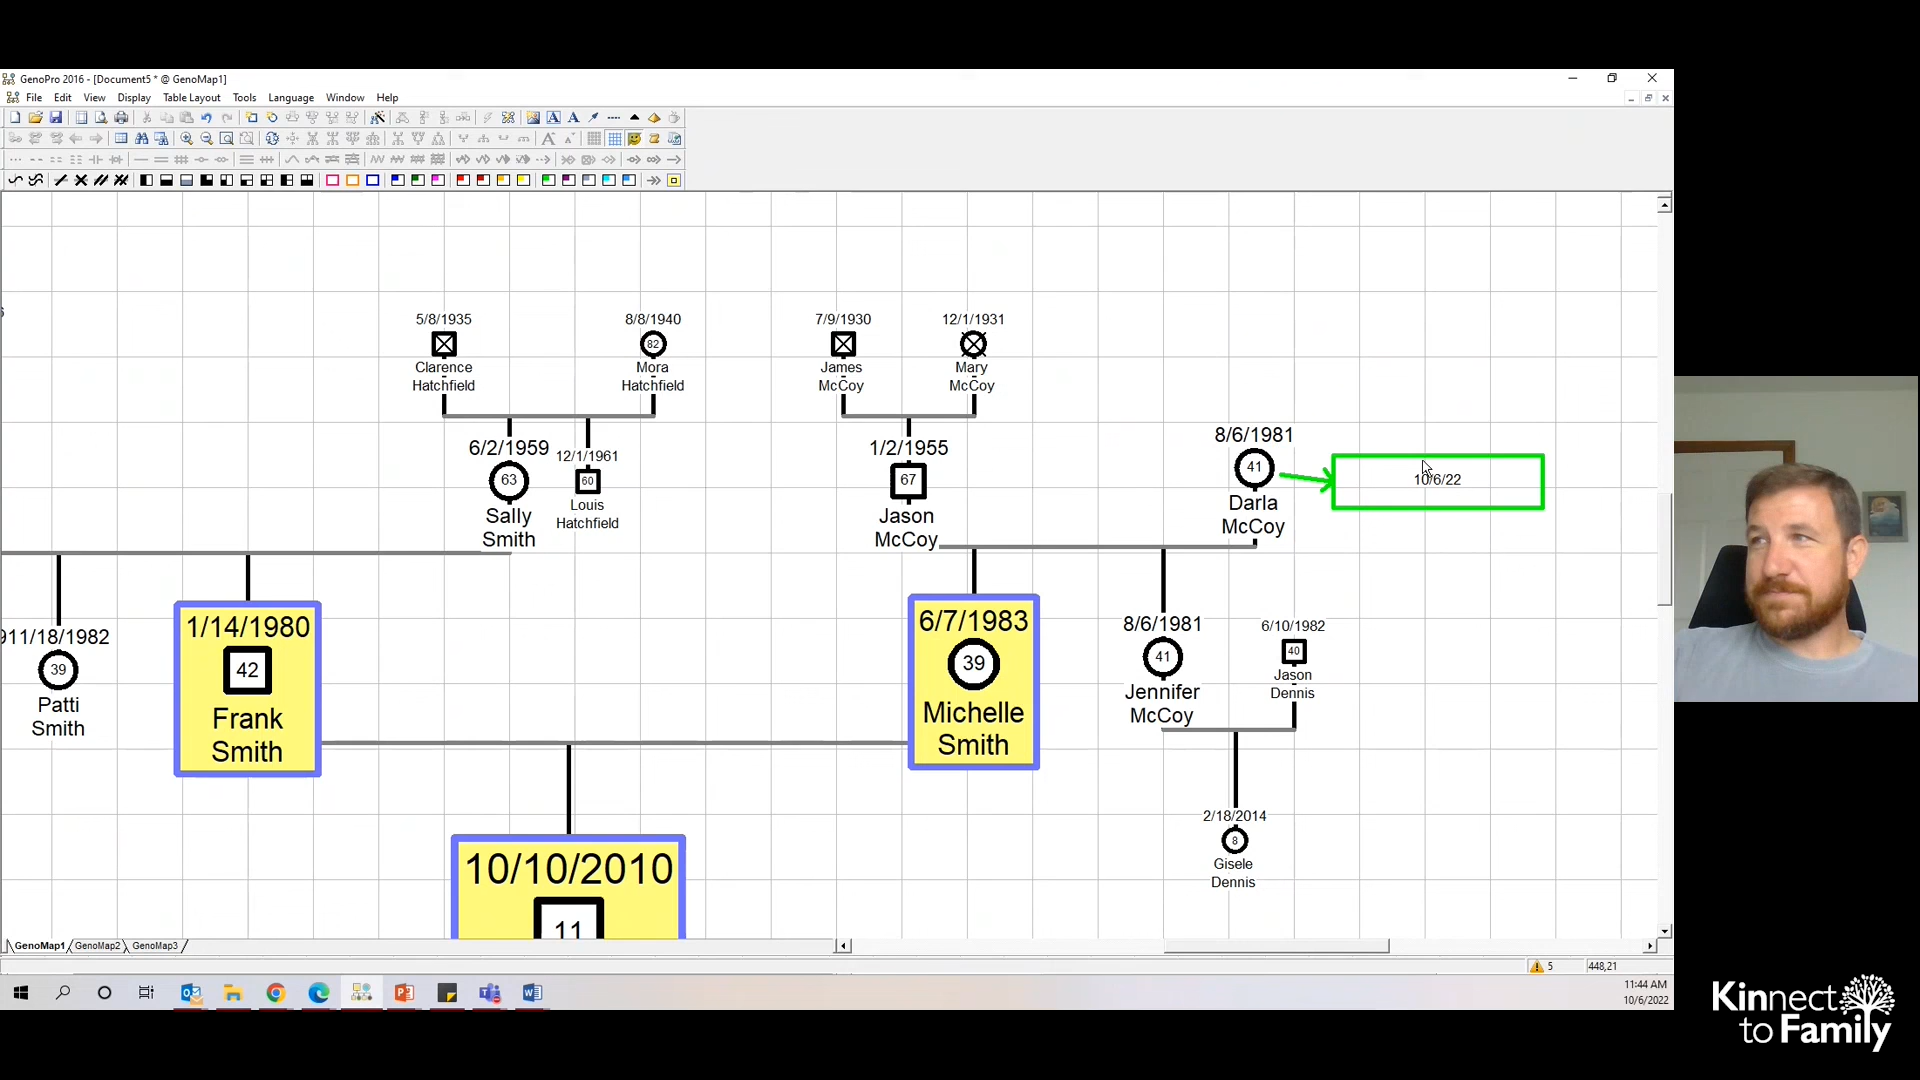 GenoPro 2016 - [Document5 * @ GenoMap1]
File Edit View Display Table Layout Tools Language Window Help
5/8/1935
Clarence
Hatchfield
8/8/1940
82
Mora
Hatchfield
7/9/1930
James
McCoy
12/1/1931
Mary
McCoy
6/2/1959
63
Sally
Smith
12/1/1961
60
Louis
Hatchfield
1/2/1955
67
Jason
McCoy
8/6/1981
41
Darla
McCoy
10/6/22
11/18/1982
39
Patti
Smith
1/14/1980
42
Frank
Smith
6/7/1983
39
Michelle
Smith
8/6/1981
41
Jennifer
McCoy
6/10/1982
40
Jason
Dennis
2/18/2014
8
Gisele
Dennis
10/10/2010
11
GenoMap1 GenoMap2 GenoMap3
5 448,21
11:44 AM
10/6/2022
Kinnect
to Family